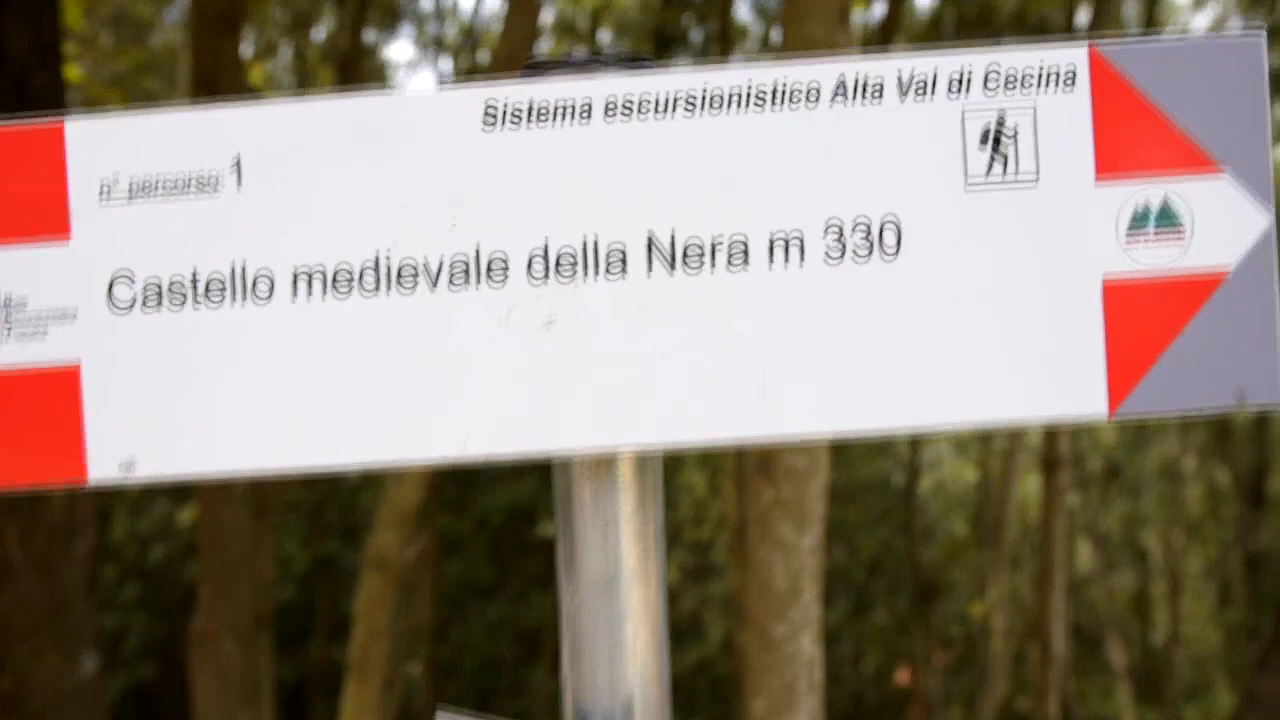 Sistema escursionistico Alta Val di Cecina
n° percorso 1
Castello medievale della Nera m 330